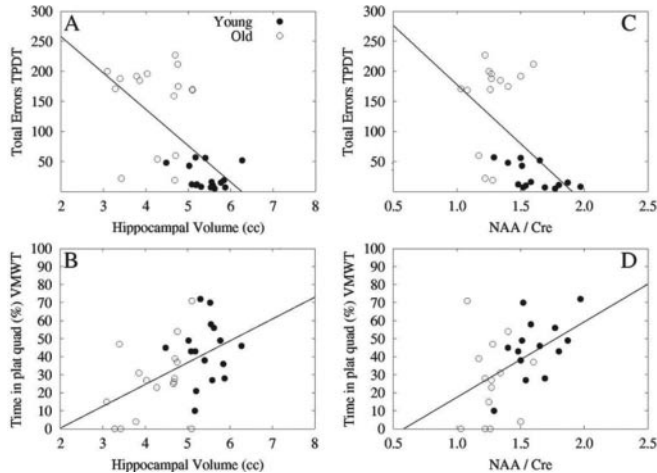 A
Young
Old
Total Errors TPDT
300
250
200
150
100
50
2 3 4 5 6 7 8
Hippocampal Volume (cc)
C
Total Errors TPDT
300
250
200
150
100
50
0.5 1.0 1.5 2.0 2.5
NAA / Cre
B
Time in plat quad (%) VMWT
100
90
80
70
60
50
40
30
20
10
0
2 3 4 5 6 7 8
Hippocampal Volume (cc)
D
Time in plat quad (%) VMWT
100
90
80
70
60
50
40
30
20
10
0
0.5 1.0 1.5 2.0 2.5
NAA / Cre